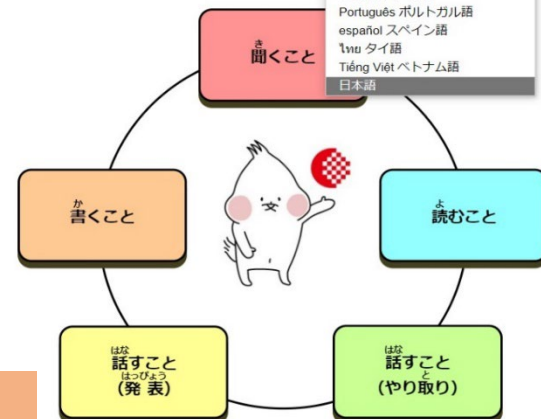 Português ポルトガル語
español スペイン語
ไทย タイ語
Tiếng Việt ベトナム語
日本語
き
聞くこと
か
書くこと
よ
読むこと
はな
話すこと
はっぴょう
(発表)
はな
話すこと
と
(やり取り)